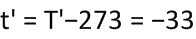 t' = T'−273 = −33